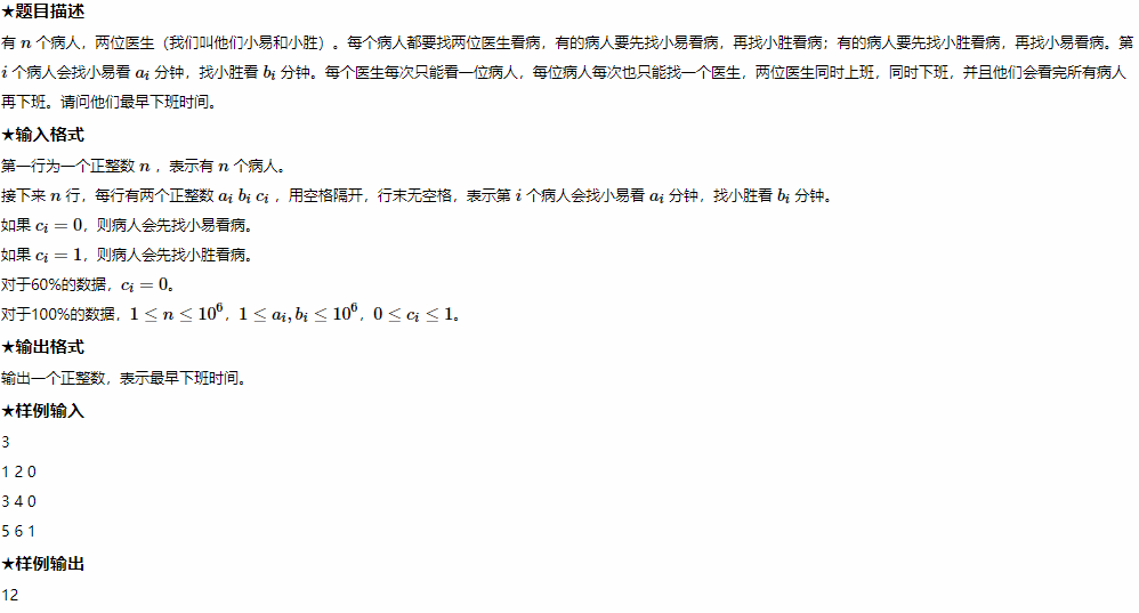 ★题目描述
有 n 个病人，两位医生（我们叫他们小易和小胜）。每个病人都要找两位医生看病，有的病人要先找小易看病，再找小胜看病；有的病人要先找小胜看病，再找小易看病。第
i 个病人会找小易看 a_i 分钟，找小胜看 b_i 分钟。每个医生每次只能看一位病人，每位病人每次也只能找一个医生，两位医生同时上班，同时下班，并且他们会看完所有病人
再下班。请问他们最早下班时间。
★输入格式
第一行为一个正整数 n ，表示有 n 个病人。
接下来 n 行，每行有两个正整数 a_i b_i c_i ，用空格隔开，行末无空格，表示第 i 个病人会找小易看 a_i 分钟，找小胜看 b_i 分钟。
如果 c_i = 0，则病人会先找小易看病。
如果 c_i = 1，则病人会先找小胜看病。
对于60%的数据，c_i = 0。
对于100%的数据，1 ≤ n ≤ 10^6，1 ≤ a_i, b_i ≤ 10^6，0 ≤ c_i ≤ 1。
★输出格式
输出一个正整数，表示最早下班时间。
★样例输入
3
1 2 0
3 4 0
5 6 1
★样例输出
12